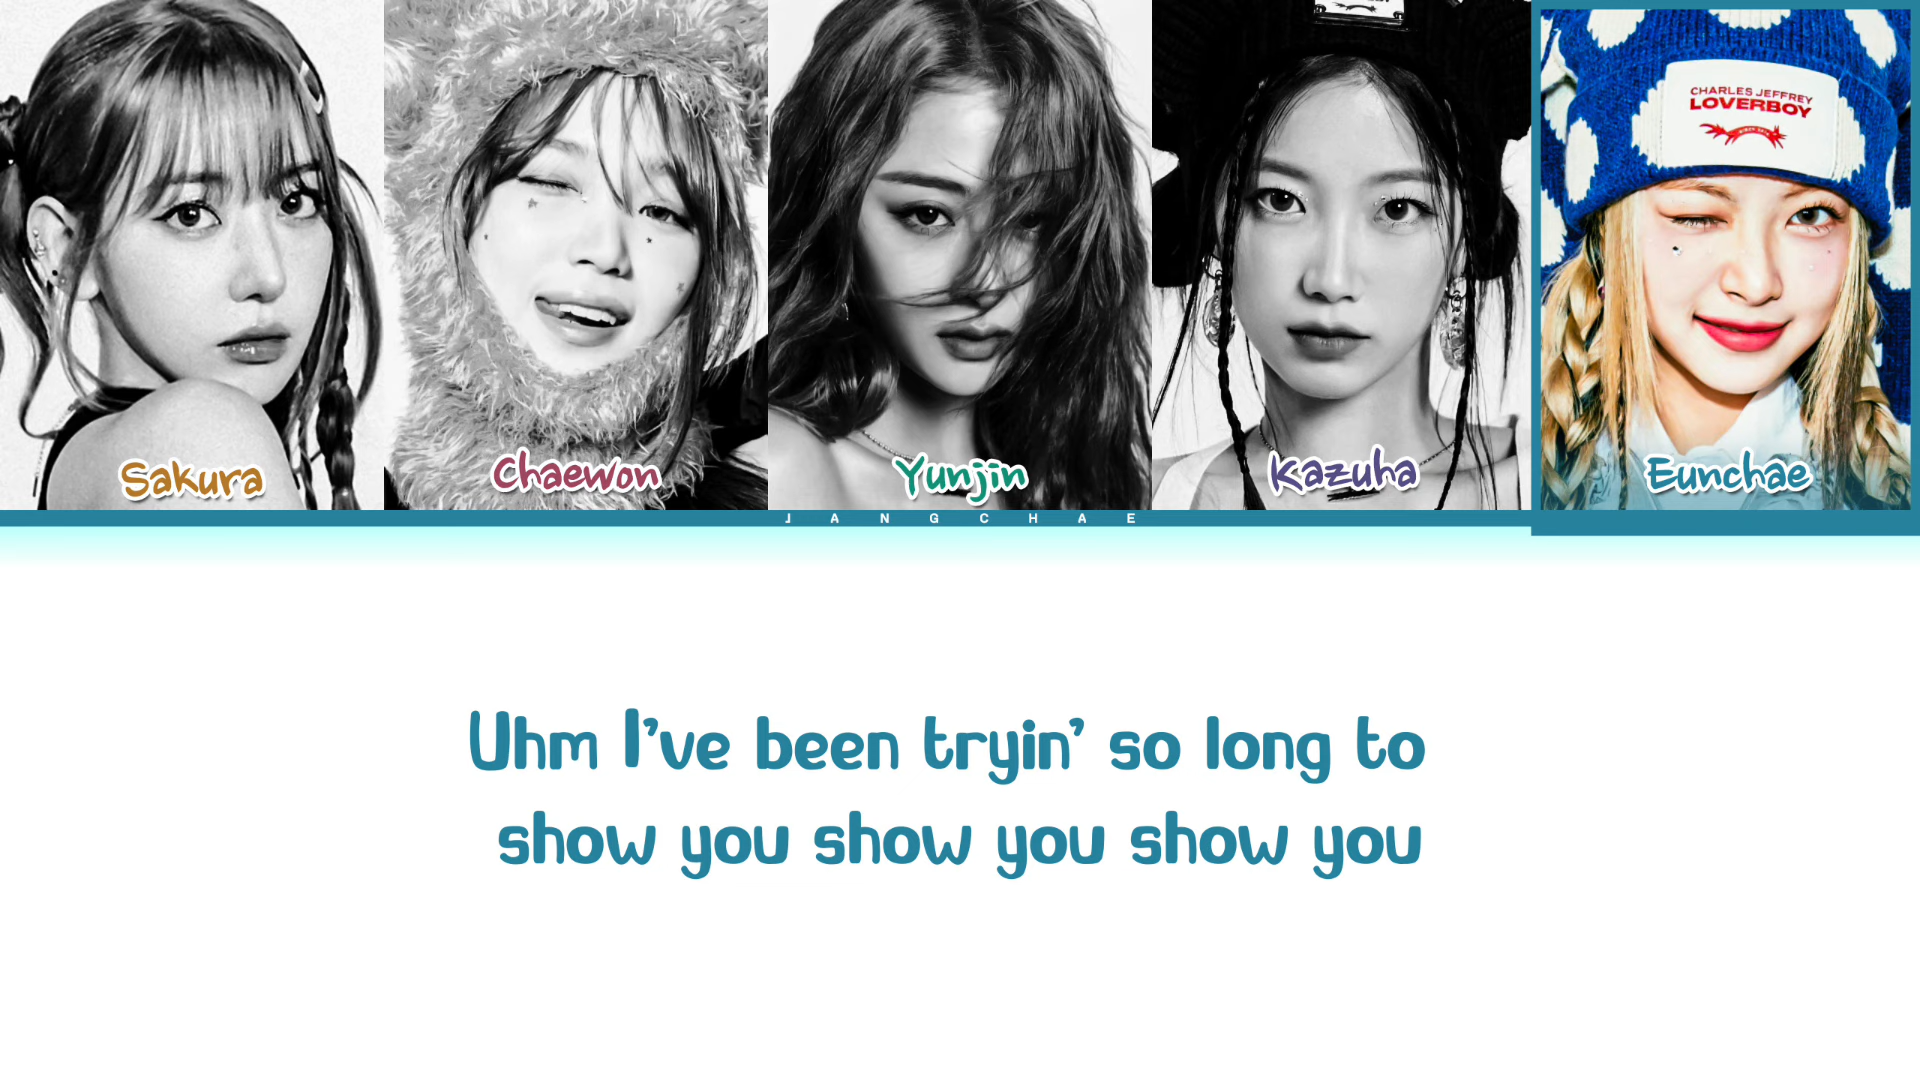 CHARLES JEFFREY
LOVERBOY
Sakura
Chaewon
Yunjin
Kazuha
Eunchae
JANGCHAE
Uhm I've been tryin' so long to
show you show you show you